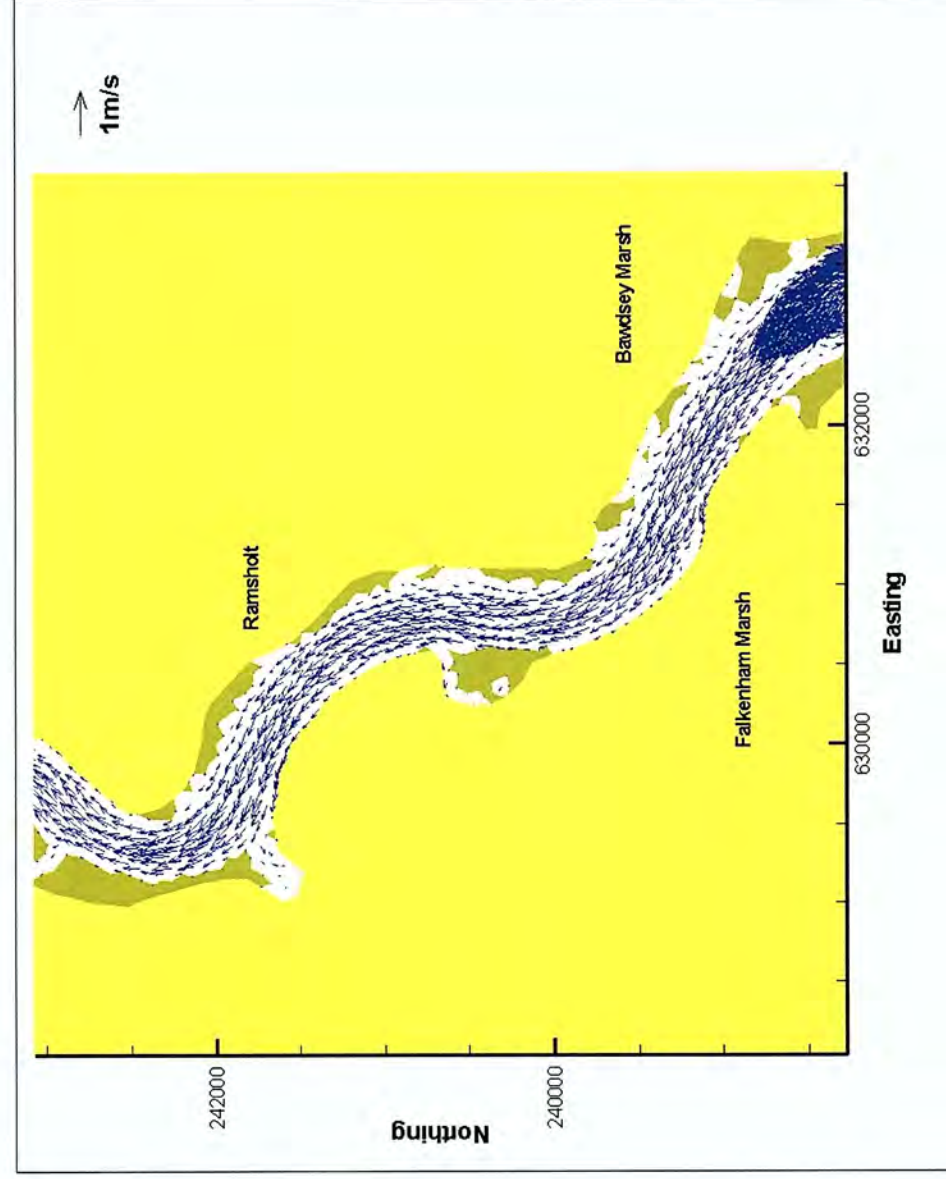 1m/s
Ramsholt
Bawdsey Marsh
Falkenham Marsh
242000
240000
Northing
630000
632000
Easting